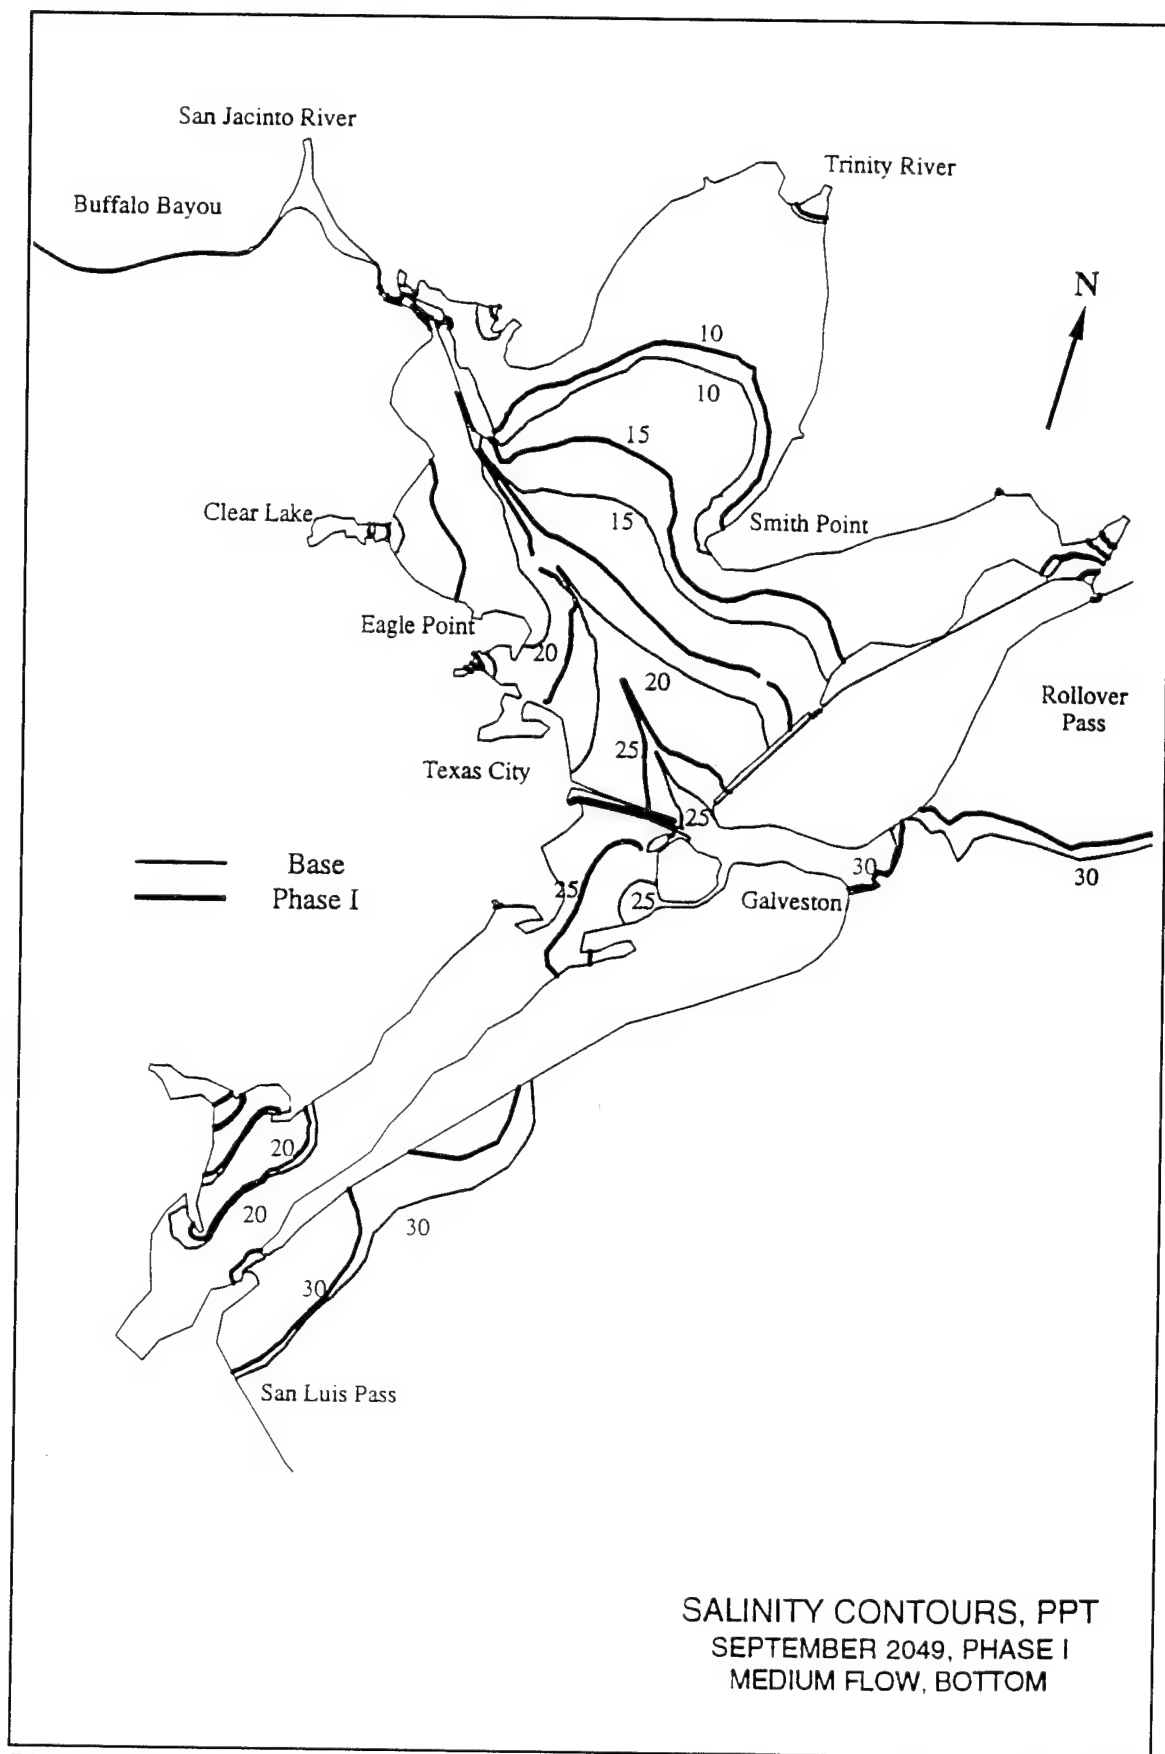 San Jacinto River
Trinity River
Buffalo Bayou
N
10
10
15
Clear Lake
15
Smith Point
Eagle Point
20
20
Rollover
Pass
25
Texas City
25
Base
30
30
Phase I
25
25
Galveston
20
20
30
30
San Luis Pass
SALINITY CONTOURS, PPT
SEPTEMBER 2049, PHASE I
MEDIUM FLOW, BOTTOM